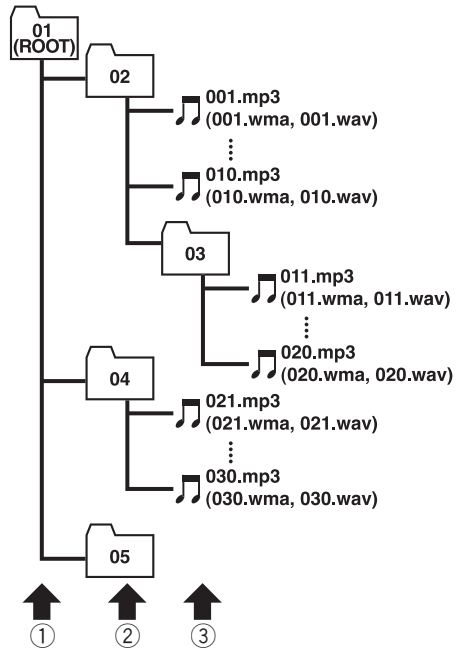 01
(ROOT)
02
001.mp3
(001.wma, 001.wav)
010.mp3
(010.wma, 010.wav)
03
011.mp3
(011.wma, 011.wav)
020.mp3
(020.wma, 020.wav)
04
021.mp3
(021.wma, 021.wav)
030.mp3
(030.wma, 030.wav)
05
① ② ③